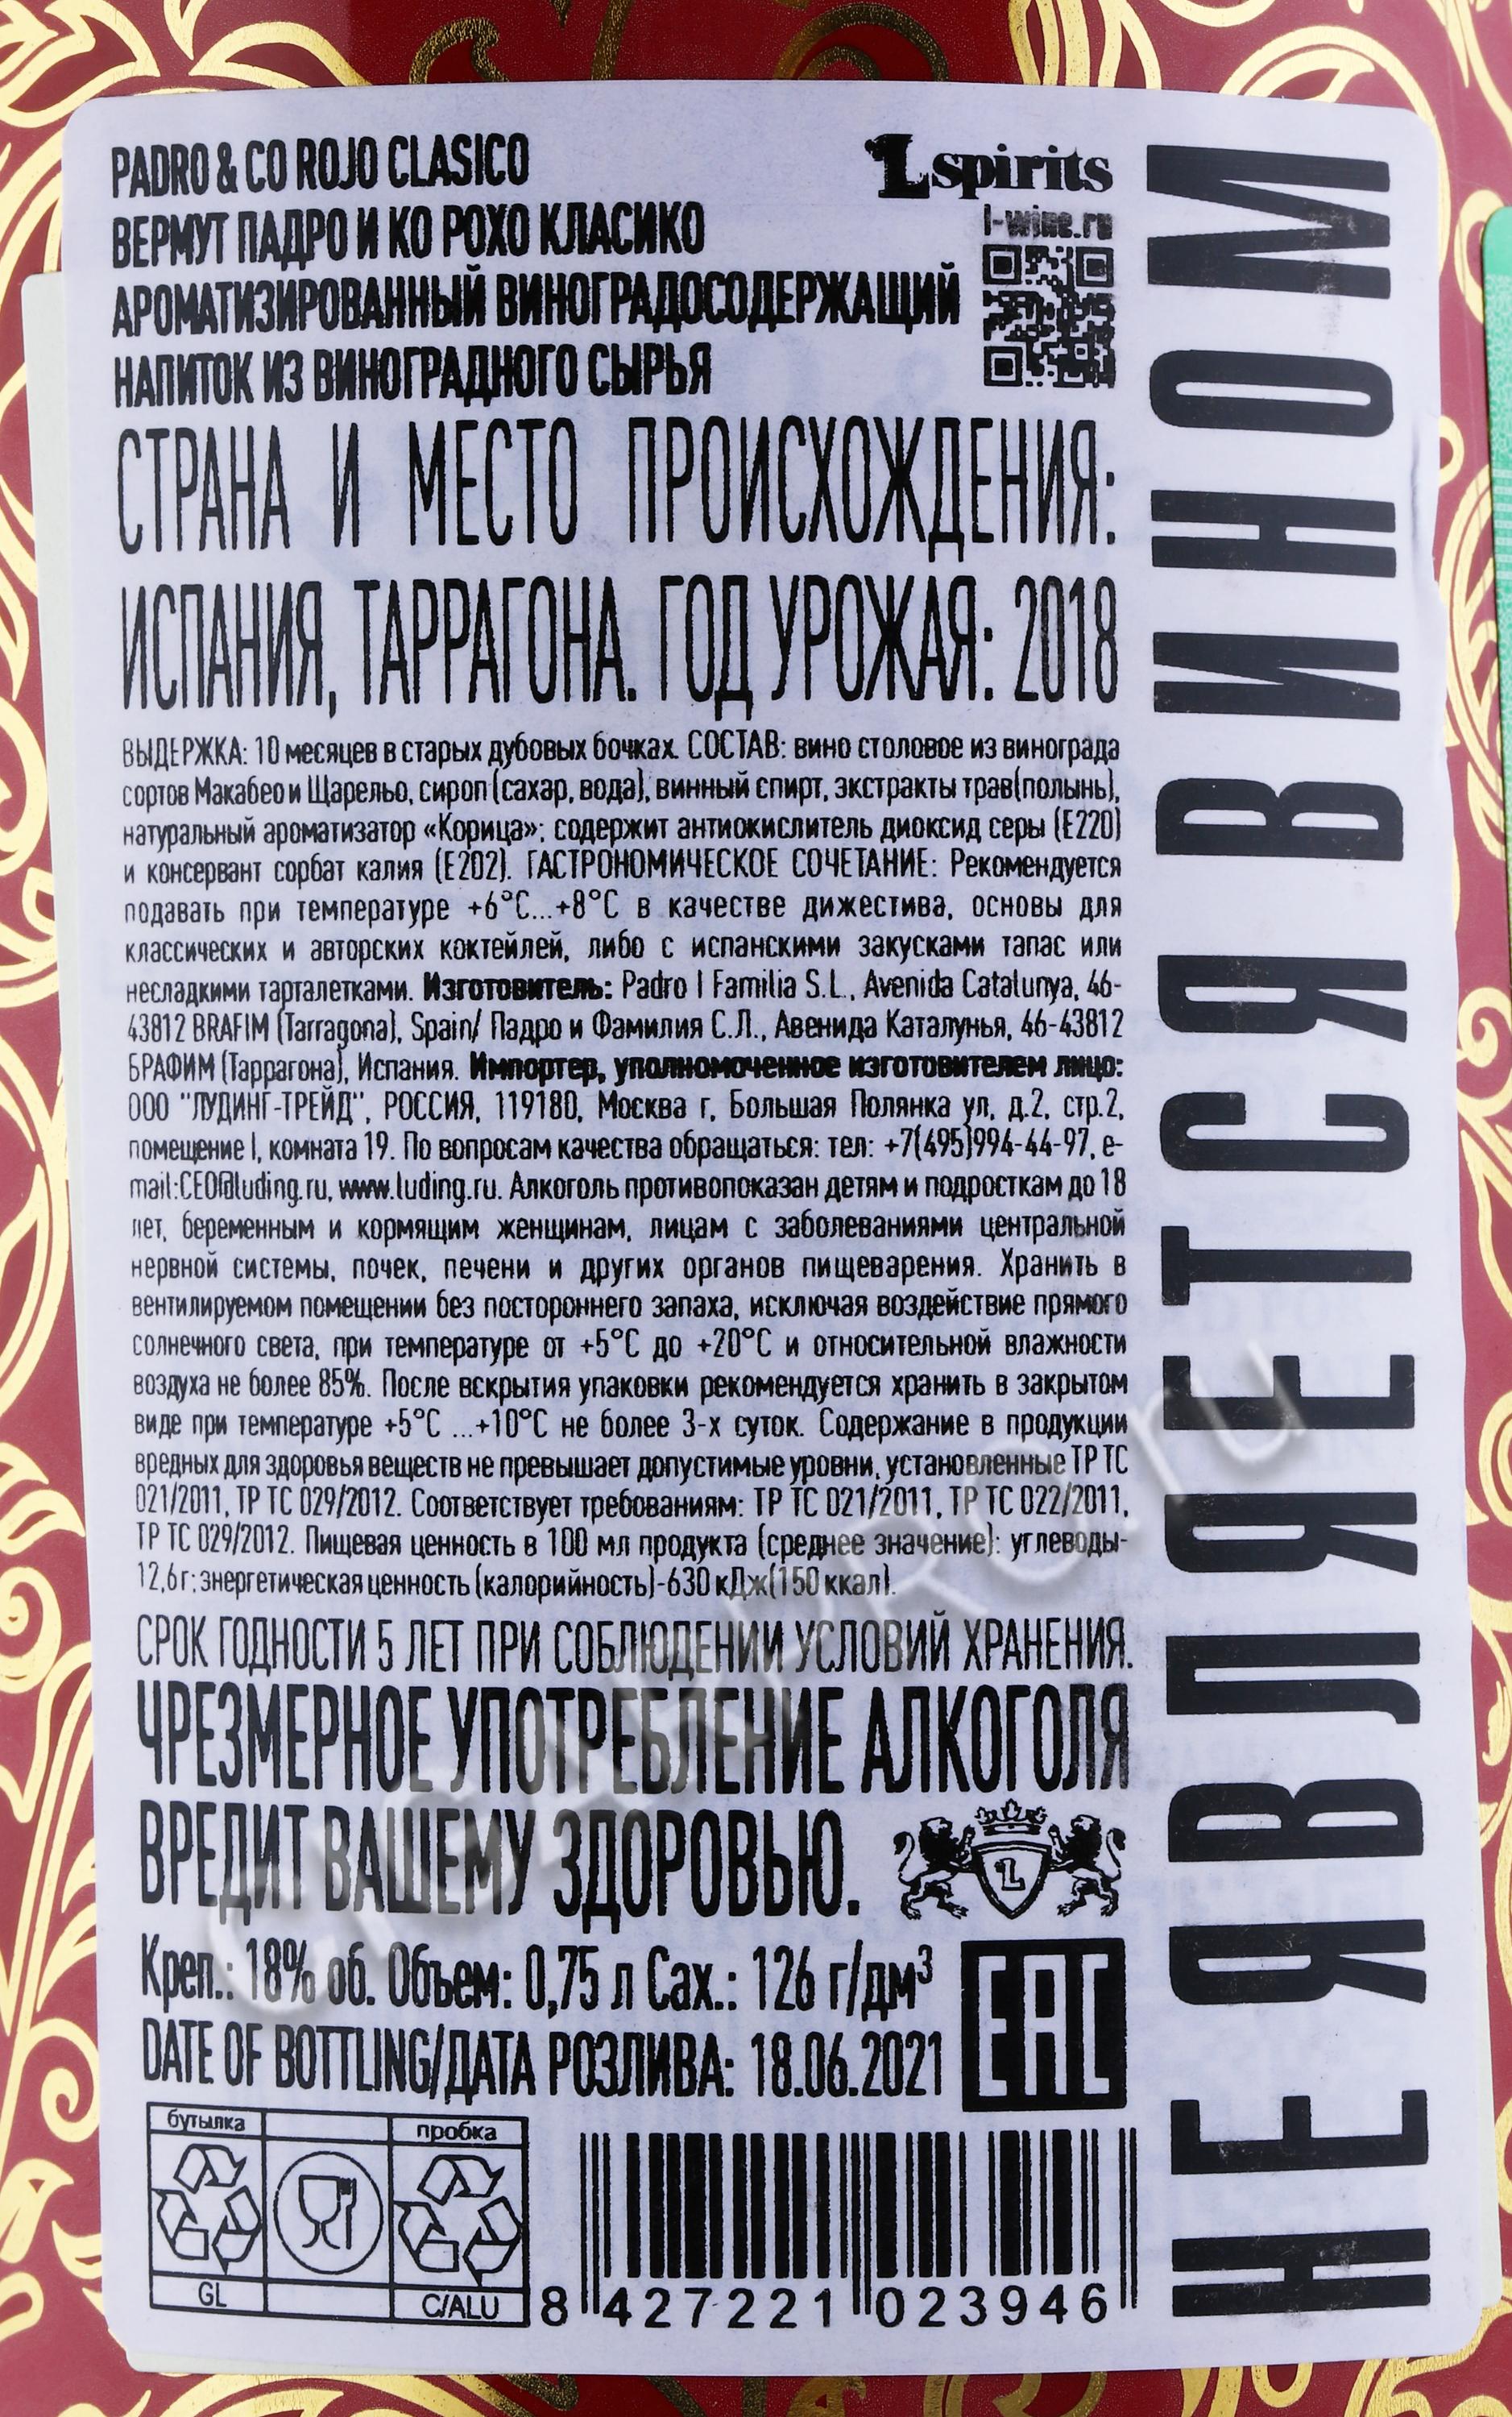 PADRO & CO ROJO CLASICO
ВЕРМУТ ПАДРО И КО РОХО КЛАСИКО
АРОМАТИЗИРОВАННЫЙ ВИНОГРАДОСОДЕРЖАЩИЙ
НАПИТОК ИЗ ВИНОГРАДНОГО СЫРЬЯ
Lspirits
l-wine.ru
СТРАНА И МЕСТО ПРОИСХОЖДЕНИЯ:
ИСПАНИЯ, ТАРРАГОНА. ГОД УРОЖАЯ: 2018
ВЫДЕРЖКА: 10 месяцев в старых дубовых бочках. СОСТАВ: вино столовое из винограда
сортов Макабео и Щарельо, сироп (сахар, вода), винный спирт, экстракты трав(полынь),
натуральный ароматизатор «Корица»; содержит антиокислитель диоксид серы (Е220)
и консервант сорбат калия (Е202). ГАСТРОНОМИЧЕСКОЕ СОЧЕТАНИЕ: Рекомендуется
подавать при температуре +6°С...+8°С в качестве дижестива, основы для
классических и авторских коктейлей, либо с испанскими закусками тапас или
несладкими тарталетками. Изготовитель: Padro I Familia S.L., Avenida Catalunya, 46-
43812 BRAFIM (Tarragona), Spain/ Падро и Фамилия С.Л., Авенида Каталунья, 46-43812
БРАФИМ (Таррагона), Испания. Импортер, уполномоченное изготовителем лицо:
ООО "ЛУДИНГ-ТРЕЙД", РОССИЯ, 119180, Москва г, Большая Полянка ул, д.2, стр.2,
помещение I, комната 19. По вопросам качества обращаться: тел: +7(495)994-44-97, e-
mail:CEO@luding.ru, www.luding.ru. Алкоголь противопоказан детям и подросткам до 18
лет, беременным и кормящим женщинам, лицам с заболеваниями центральной
нервной системы, почек, печени и других органов пищеварения. Хранить в
вентилируемом помещении без постороннего запаха, исключая воздействие прямого
солнечного света, при температуре от +5°С до +20°С и относительной влажности
воздуха не более 85%. После вскрытия упаковки рекомендуется хранить в закрытом
виде при температуре +5°С ...+10°С не более 3-х суток. Содержание в продукции
вредных для здоровья веществ не превышает допустимые уровни, установленные ТР ТС
021/2011, ТР ТС 029/2012. Соответствует требованиям: ТР ТС 021/2011, ТР ТС 022/2011,
ТР ТС 029/2012. Пищевая ценность в 100 мл продукта (среднее значение): углеводы-
12,6 г; энергетическая ценность (калорийность)-630 кДж(150 ккал).
СРОК ГОДНОСТИ 5 ЛЕТ ПРИ СОБЛЮДЕНИИ УСЛОВИЙ ХРАНЕНИЯ.
ЧРЕЗМЕРНОЕ УПОТРЕБЛЕНИЕ АЛКОГОЛЯ
ВРЕДИТ ВАШЕМУ ЗДОРОВЬЮ.
L
Креп.: 18% об. Объем: 0,75 л Сах.: 126 г/дм³
DATE OF BOTTLING/ДАТА РОЗЛИВА: 18.06.2021
EAC
бутылка
пробка
GL
C/ALU
8 427221 023946
НЕ ЯВЛЯЕТСЯ ВИНОМ